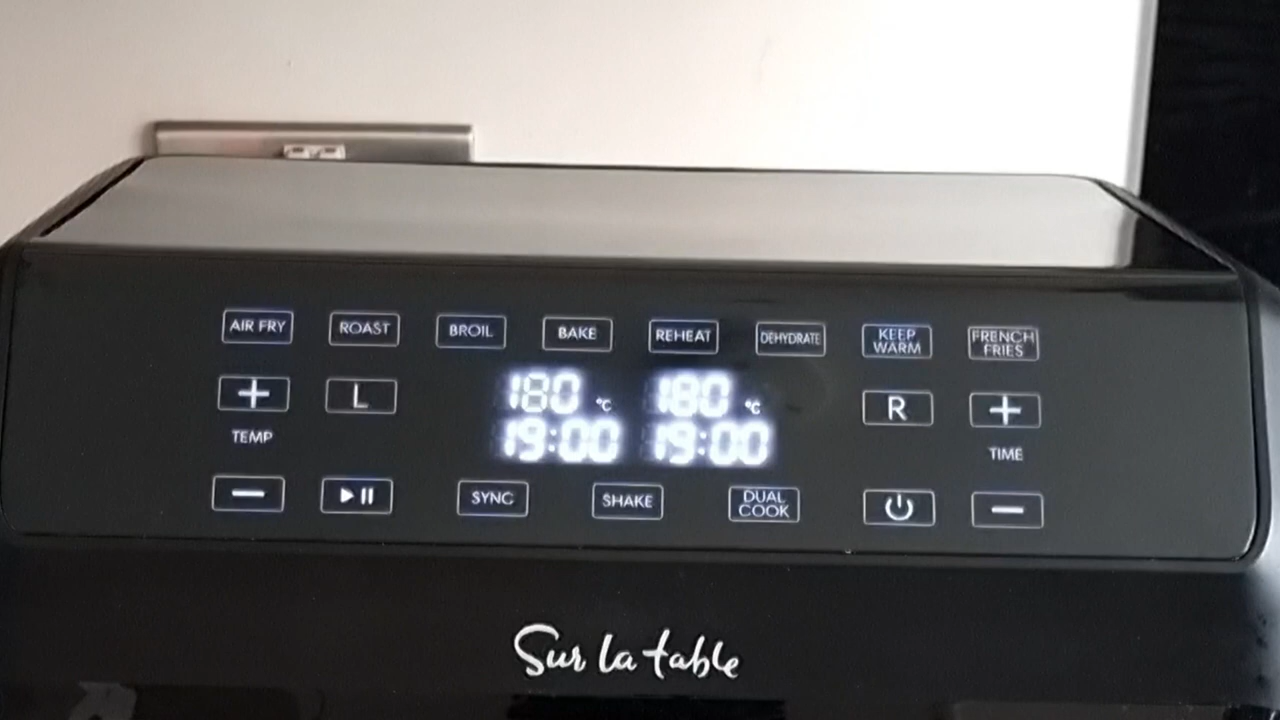 AIR FRY ROAST BROIL BAKE REHEAT DEHYDRATE KEEP WARM FRENCH FRIES
+ L 180 °C 180 °C R +
TEMP 19:00 19:00 TIME
− ▶II SYNC SHAKE DUAL COOK −
Sur la table